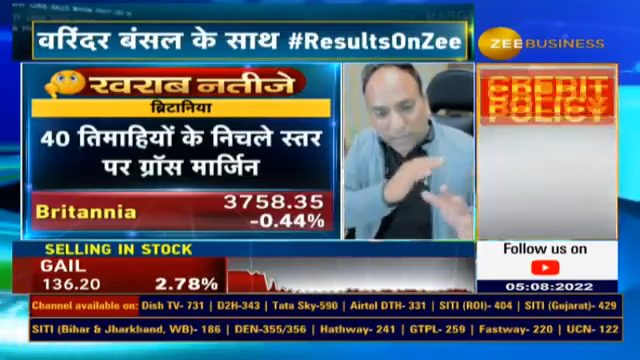 वरिंदर बंसल के साथ #ResultsOnZee
ZEE BUSINESS
खराब नतीजे
ब्रिटानिया
40 तिमाहियों के निचले स्तर
पर ग्रॉस मार्जिन
Britannia
3758.35
-0.44%
CREDIT
POLICY
SELLING IN STOCK
GAIL
136.20
2.78%
Follow us on
05:08:2022
Channel available on: Dish TV- 731 | D2H-343 | Tata Sky-590 | Airtel DTH- 331 | SITI (ROI)- 404 | SITI (Gujarat)- 429
SITI (Bihar & Jharkhand, WB)- 186 | DEN-355/356 | Hathway- 241 | GTPL- 259 | Fastway- 220 | UCN- 122